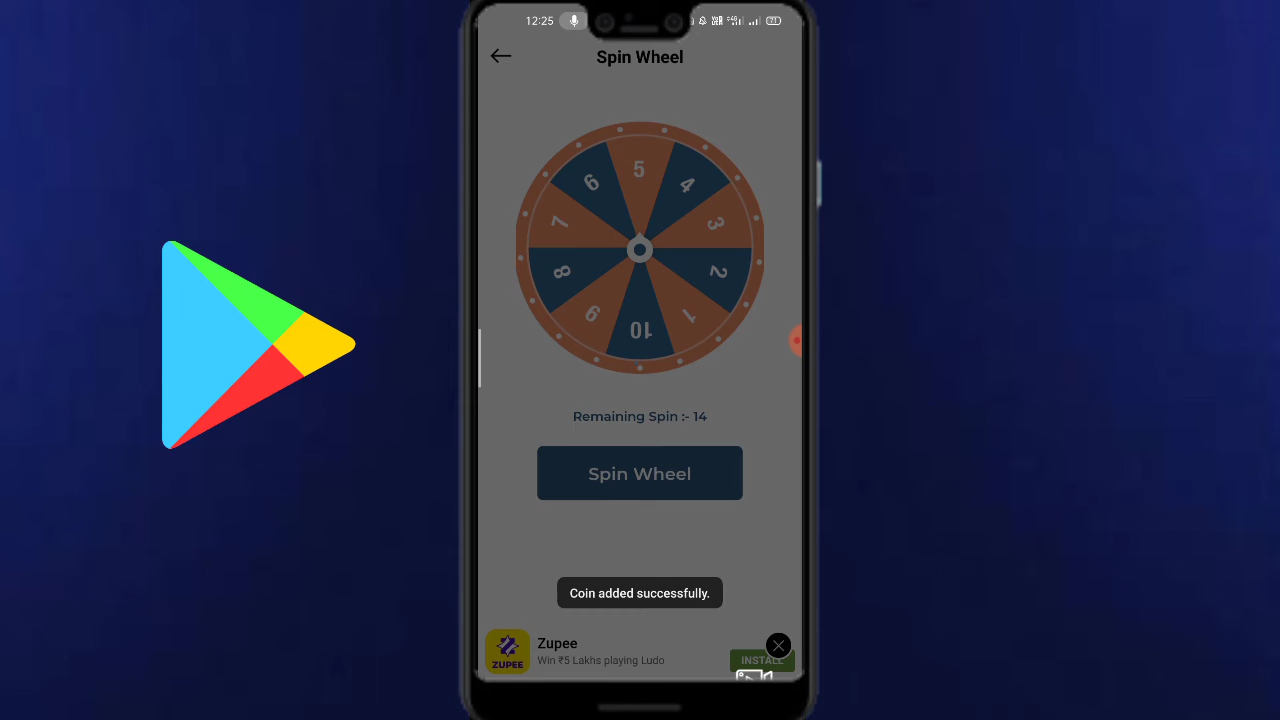 12:25
Spin Wheel
5
4
3
2
1
10
9
8
7
6
Remaining Spin :- 14
Spin Wheel
Coin added successfully.
Zupee
Win ₹5 Lakhs playing Ludo
INSTALL
ZUPEE